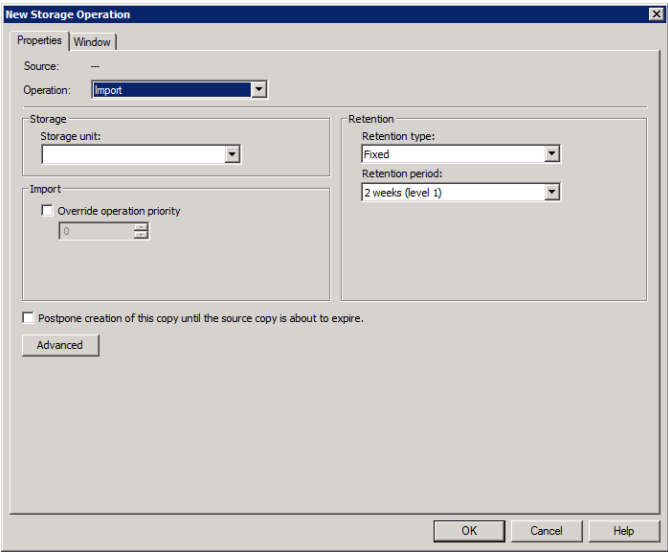 New Storage Operation
Properties Window
Source: ---
Operation: Import
Storage
Storage unit:
Retention
Retention type:
Fixed
Retention period:
2 weeks (level 1)
Import
Override operation priority
0
Postpone creation of this copy until the source copy is about to expire.
Advanced
OK Cancel Help